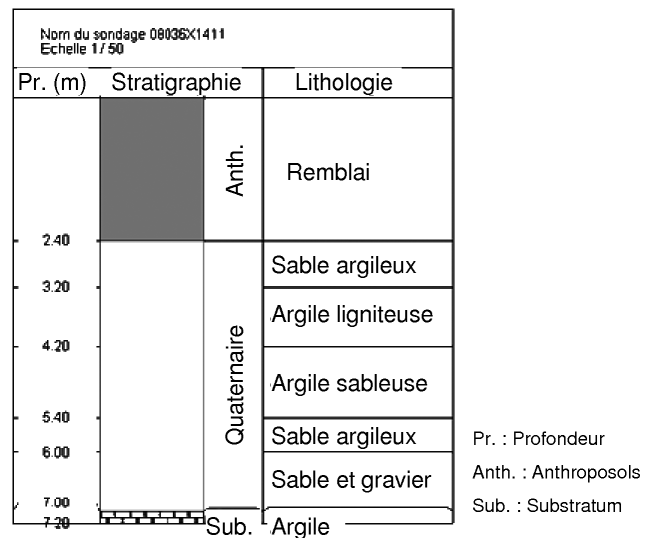 Nom du sondage 08036X1411
Echelle 1/50
Pr. (m) Stratigraphie Lithologie
Anth. Remblai
2.40
Sable argileux
3.20
Argile ligniteuse
4.20
Quaternaire
Argile sableuse
5.40
Sable argileux
6.00
Sable et gravier
7.00
7.20 Sub. Argile
Pr. : Profondeur
Anth. : Anthroposols
Sub. : Substratum